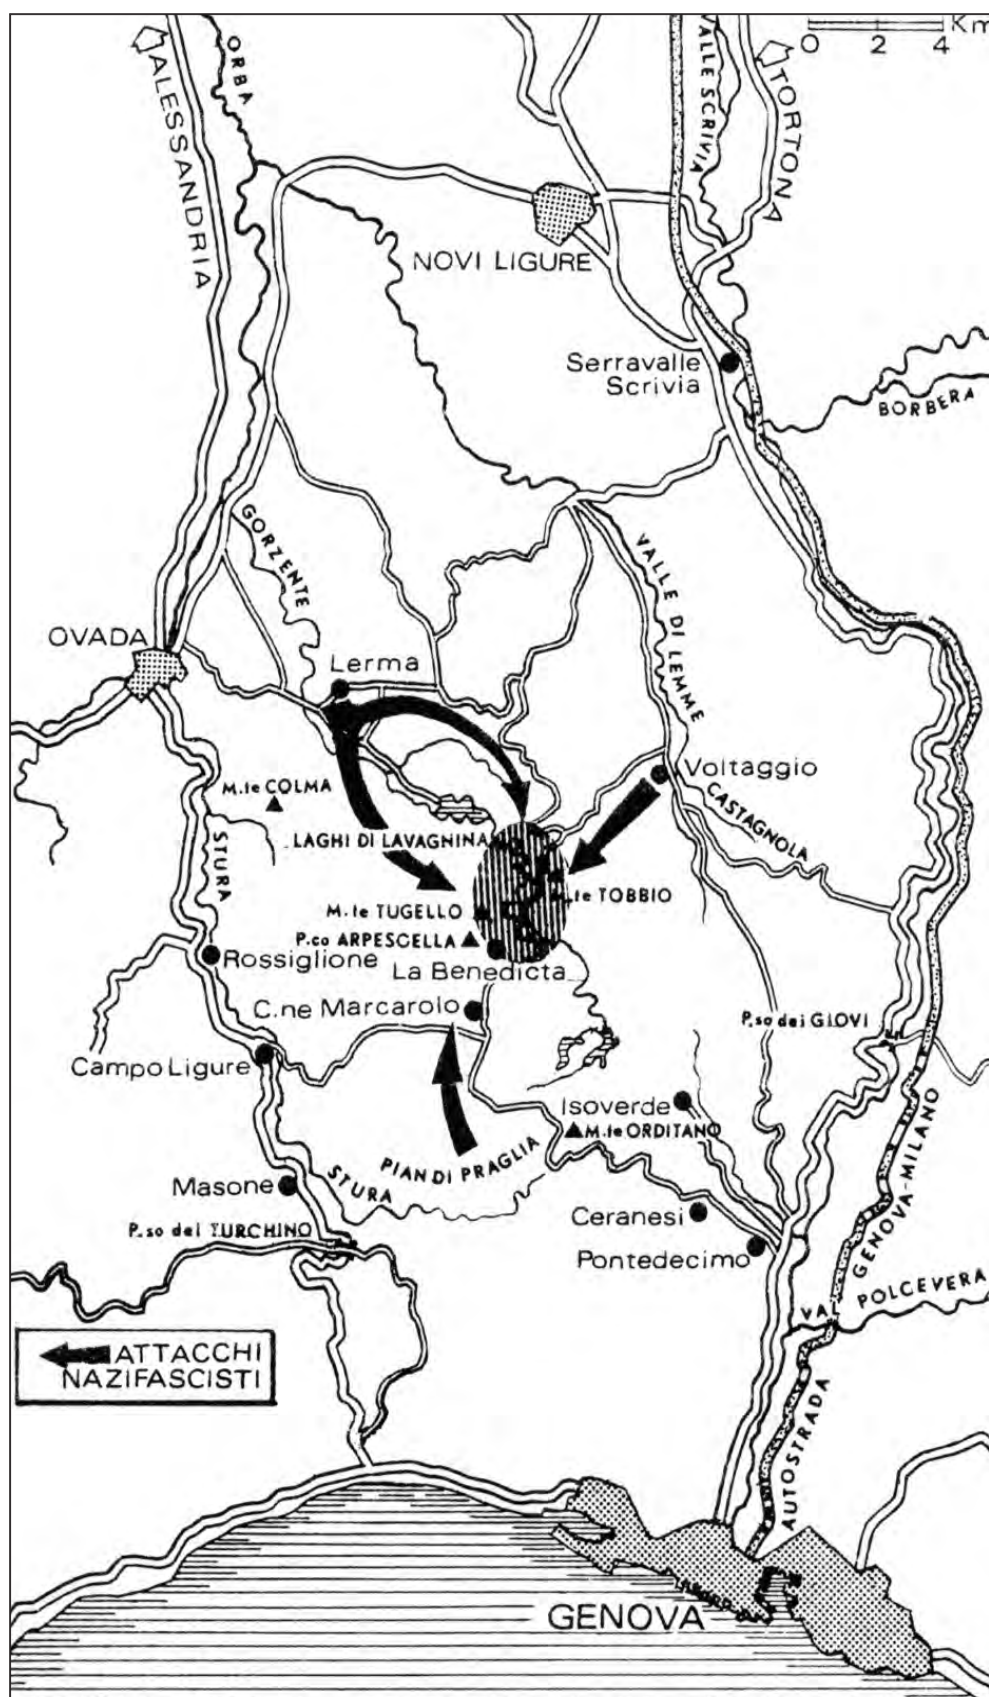 Km
0 2 4
ALESSANDRIA
ORBA
VALLE SCRIVIA
TORTONA
NOVI LIGURE
Serravalle
Scrivia
BORBERA
GORZENTE
VALLE DI LEMME
OVADA
Lerma
Voltaggio
CASTAGNOLA
M.te COLMA
STURA
LAGHI DI LAVAGNINA
M.te TUGELLO
P.co ARPESCELLA
.te TOBBIO
Rossiglione
La Benedicta
C.ne Marcarolo
P.so dei GIOVI
Campo Ligure
Isoverde
M.te ORDITANO
PIAN DI PRAGLIA
STURA
Masone
Ceranesi
P.so del TURCHINO
Pontedecimo
GENOVA-MILANO
VA
POLCEVERA
ATTACCHI
NAZIFASCISTI
AUTOSTRADA
GENOVA